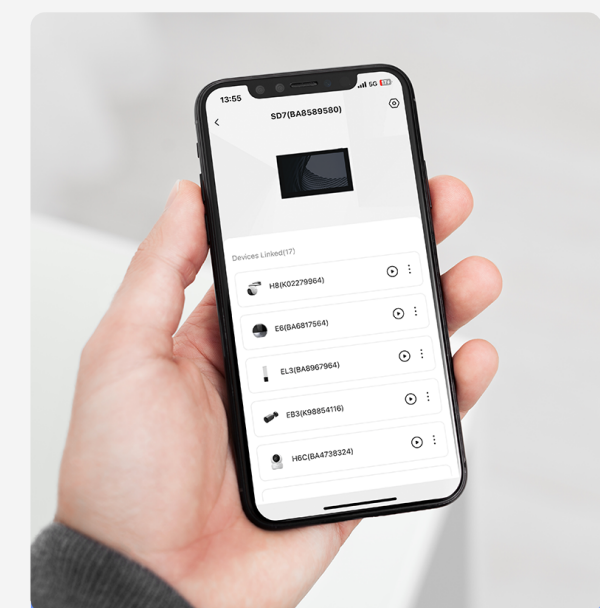 13:55
5G
SD7(BA8589580)
Devices Linked(17)
H8(K02279964)
E6(BA6817564)
EL3(BA8967964)
EB3(K98854116)
H6C(BA4738324)